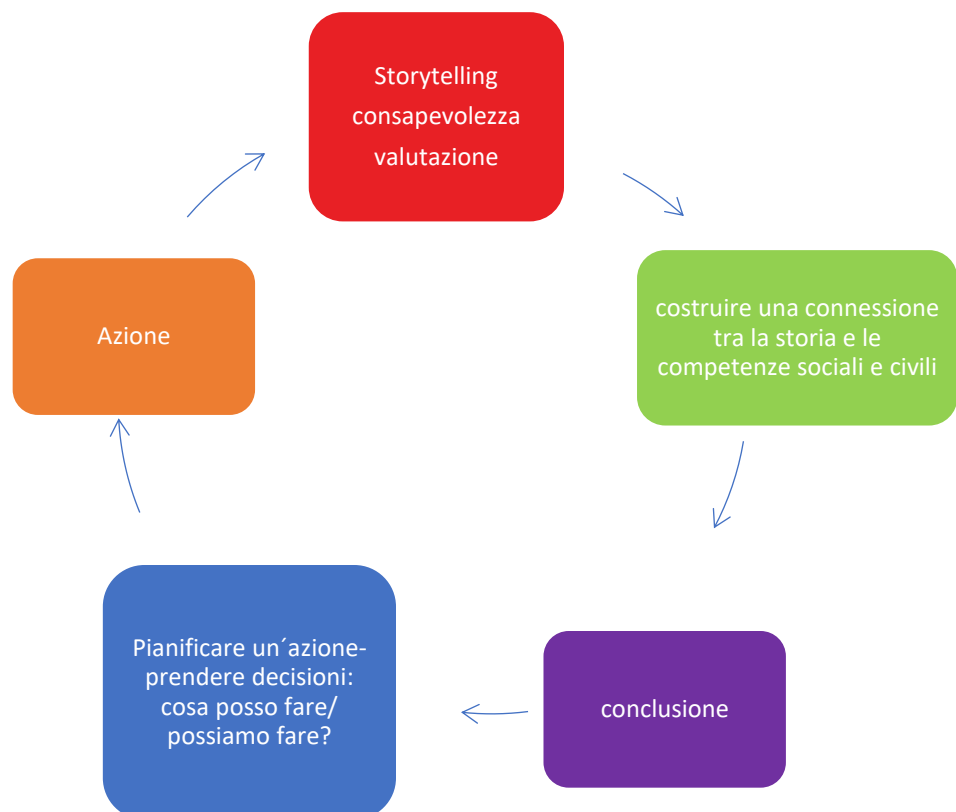 Storytelling
consapevolezza
valutazione
costruire una connessione
tra la storia e le
competenze sociali e civili
conclusione
Pianificare un´azione-
prendere decisioni:
cosa posso fare/
possiamo fare?
Azione